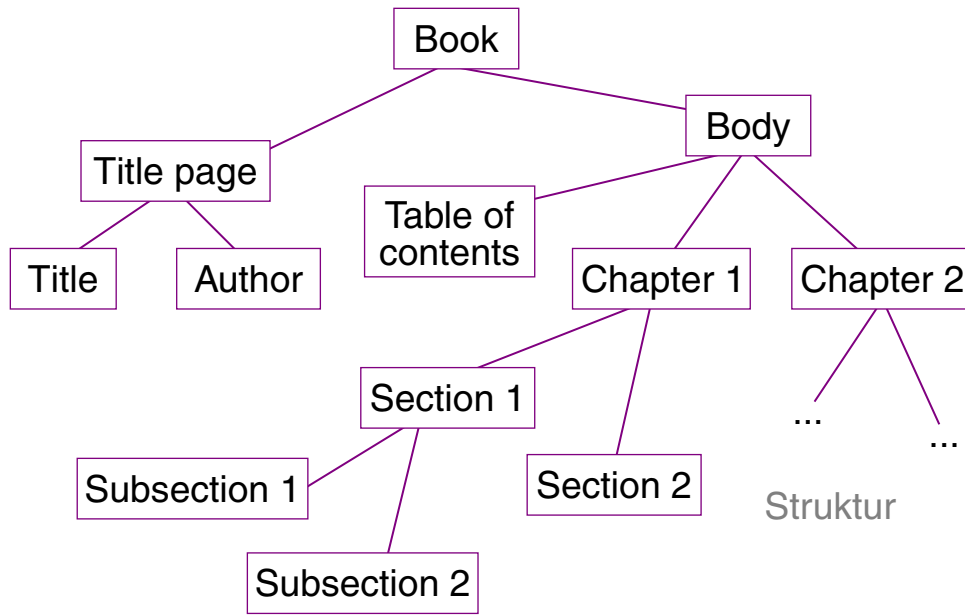 Book
Body
Title page
Table of
contents
Title
Author
Chapter 1
Chapter 2
Section 1
...
...
Subsection 1
Section 2
Struktur
Subsection 2